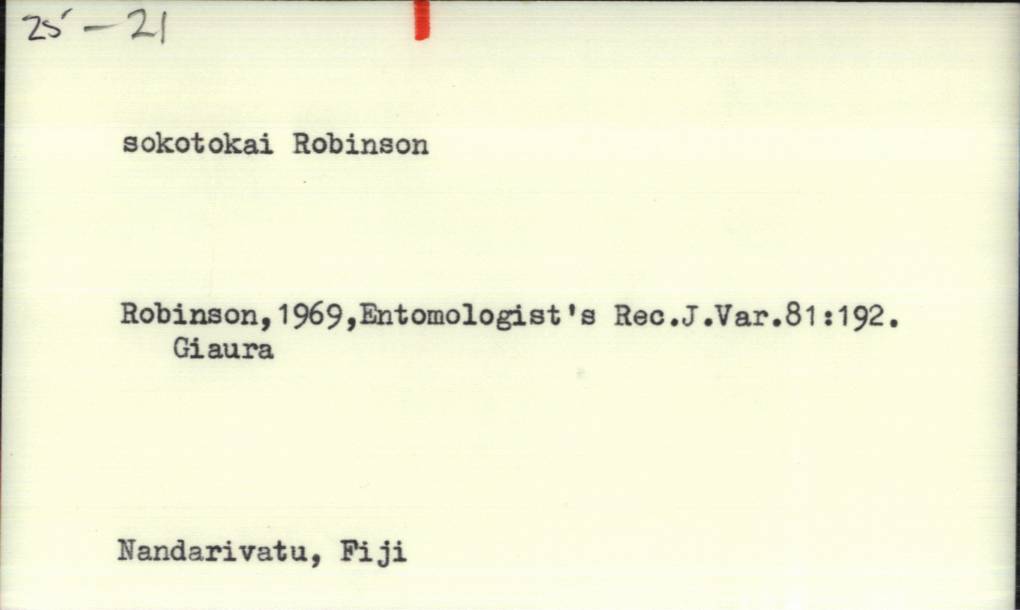 25-21
sokotokai Robinson
Robinson,1969,Entomologist's Rec.J.Var.81:192.
Giaura
Nandarivatu, Fiji